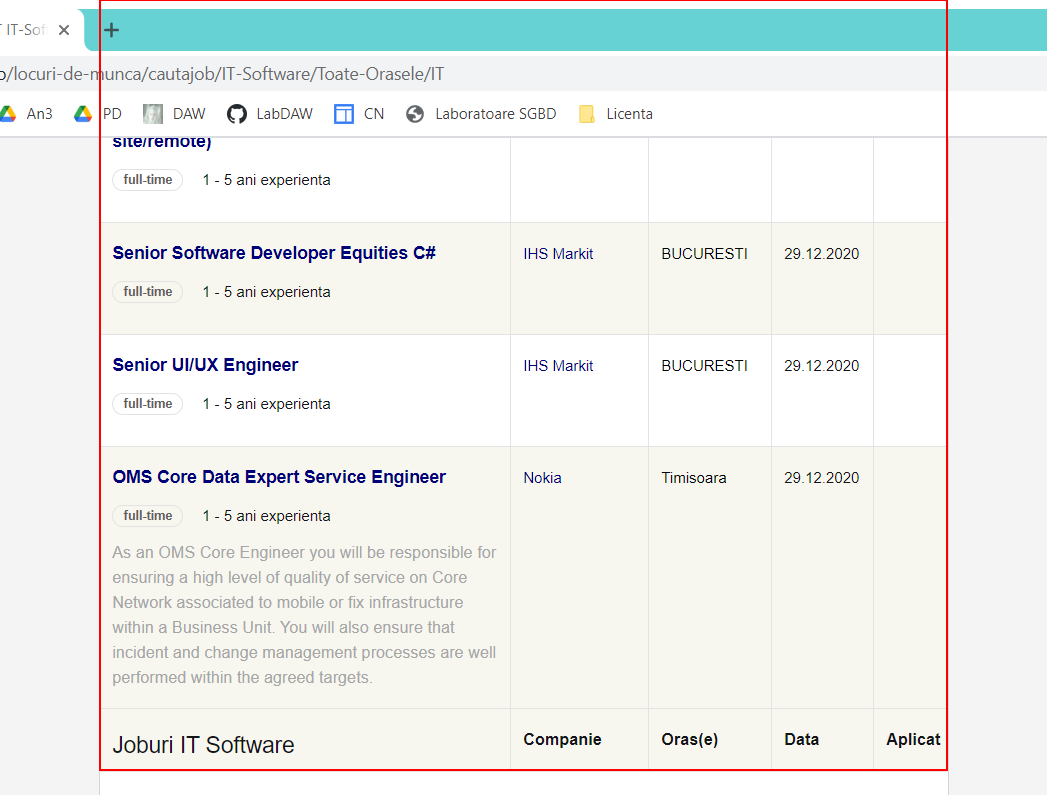 IT-Sof
/locuri-de-munca/cautajob/IT-Software/Toate-Orasele/IT
An3 PD DAW LabDAW CN Laboratoare SGBD Licenta
site/remote)
full-time 1 - 5 ani experienta
Senior Software Developer Equities C# IHS Markit BUCURESTI 29.12.2020
full-time 1 - 5 ani experienta
Senior UI/UX Engineer IHS Markit BUCURESTI 29.12.2020
full-time 1 - 5 ani experienta
OMS Core Data Expert Service Engineer Nokia Timisoara 29.12.2020
full-time 1 - 5 ani experienta
As an OMS Core Engineer you will be responsible for
ensuring a high level of quality of service on Core
Network associated to mobile or fix infrastructure
within a Business Unit. You will also ensure that
incident and change management processes are well
performed within the agreed targets.
Joburi IT Software Companie Oras(e) Data Aplicat